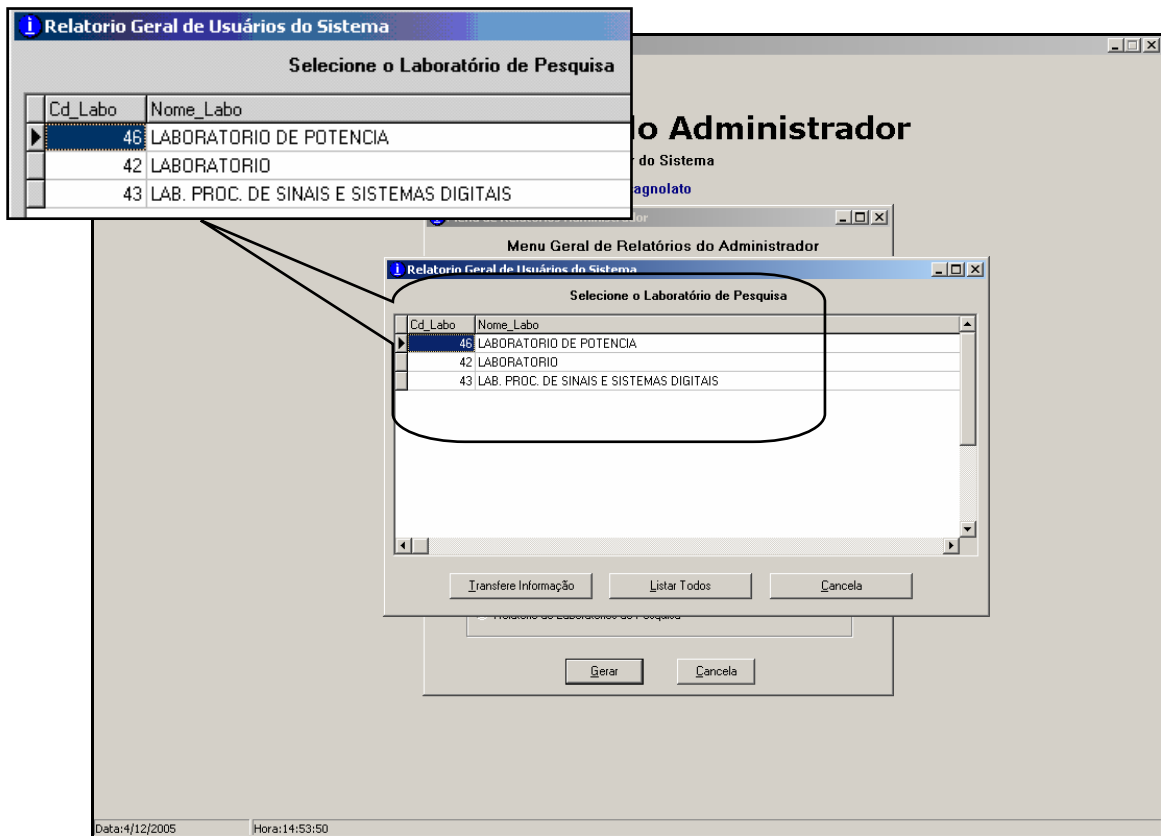 Relatorio Geral de Usuários do Sistema
Selecione o Laboratório de Pesquisa
Cd_Labo Nome_Labo
46 LABORATORIO DE POTENCIA
42 LABORATORIO
43 LAB. PROC. DE SINAIS E SISTEMAS DIGITAIS
do Administrador
do Sistema
agnolato
Menu Geral de Relatórios do Administrador
Relatorio Geral de Usuários do Sistema
Selecione o Laboratório de Pesquisa
Cd_Labo Nome_Labo
46 LABORATORIO DE POTENCIA
42 LABORATORIO
43 LAB. PROC. DE SINAIS E SISTEMAS DIGITAIS
Transfere Informação Listar Todos Cancela
Gerar Cancela
Data:4/12/2005 Hora:14:53:50